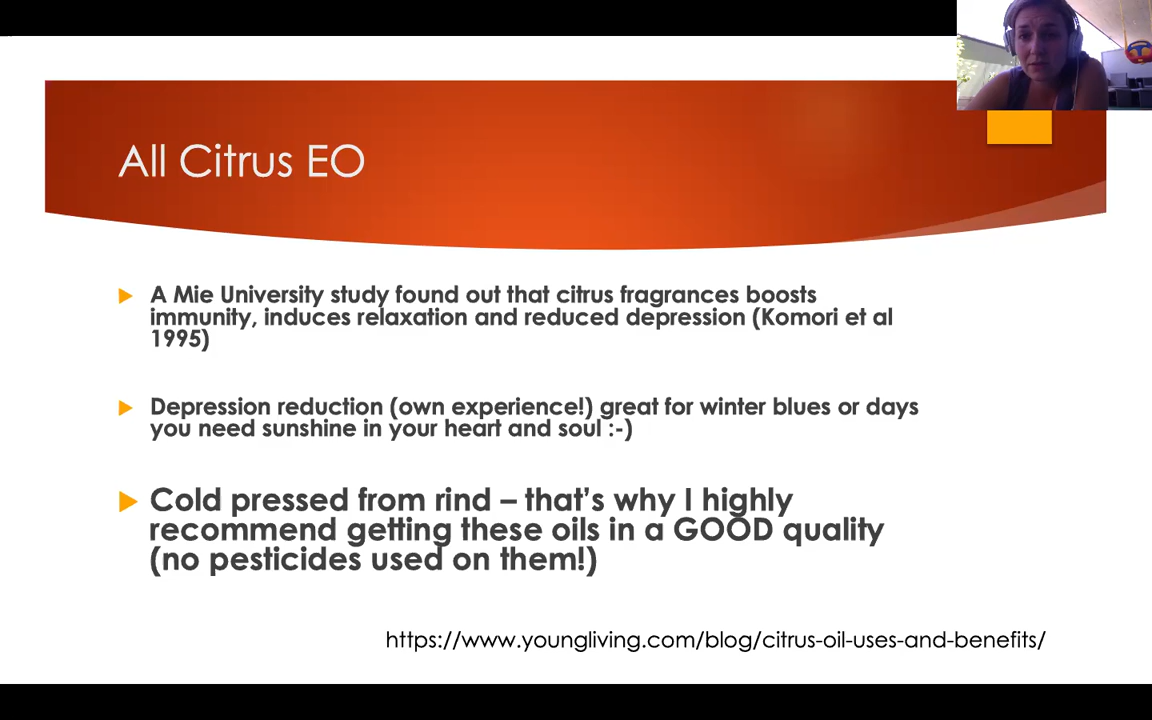 All Citrus EO
A Mie University study found out that citrus fragrances boosts
immunity, induces relaxation and reduced depression (Komori et al
1995)
Depression reduction (own experience!) great for winter blues or days
you need sunshine in your heart and soul :-)
Cold pressed from rind – that's why I highly
recommend getting these oils in a GOOD quality
(no pesticides used on them!)
https://www.youngliving.com/blog/citrus-oil-uses-and-benefits/